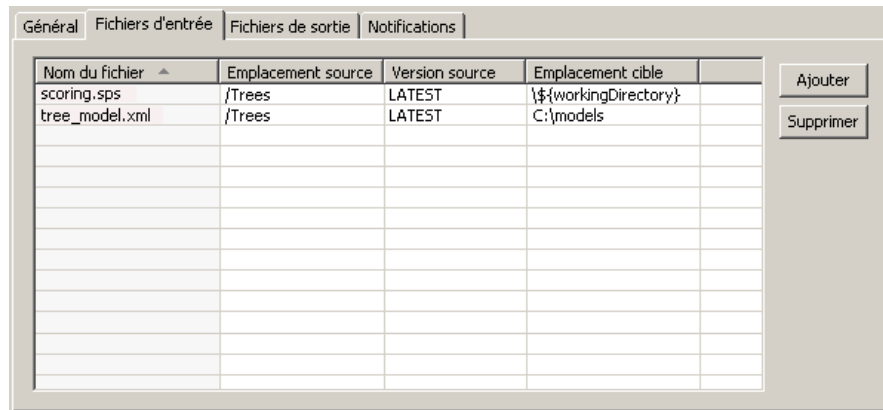 Général Fichiers d'entrée Fichiers de sortie Notifications
Nom du fichier Emplacement source Version source Emplacement cible
Ajouter
scoring.sps /Trees LATEST \${workingDirectory}
tree_model.xml /Trees LATEST C:\models
Supprimer